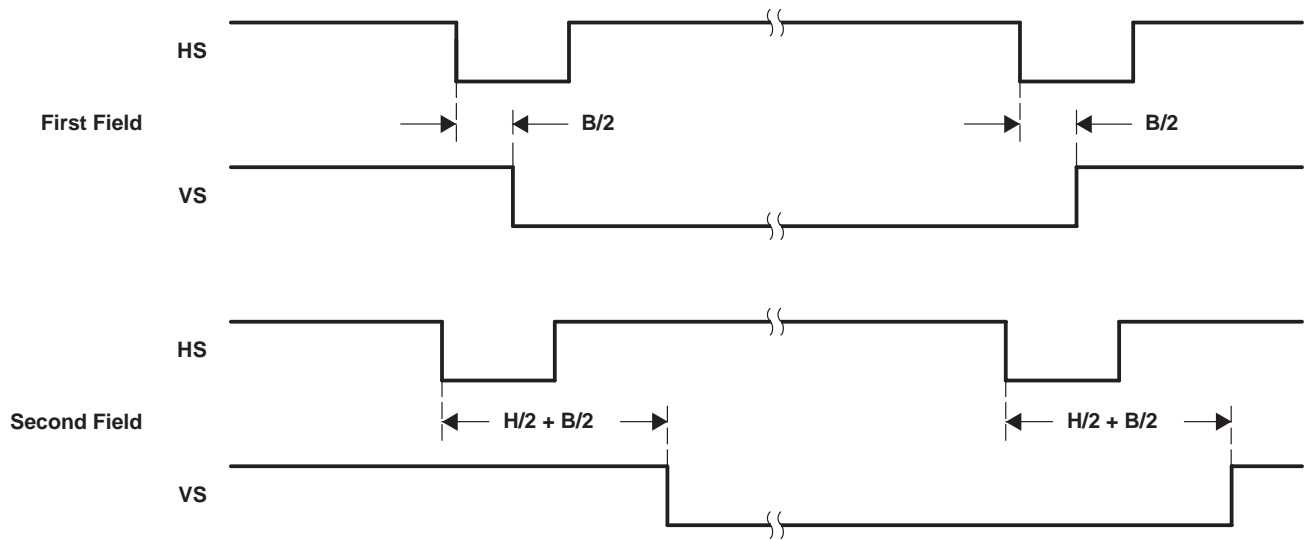 HS
First Field
B/2
B/2
VS
HS
Second Field
H/2 + B/2
H/2 + B/2
VS